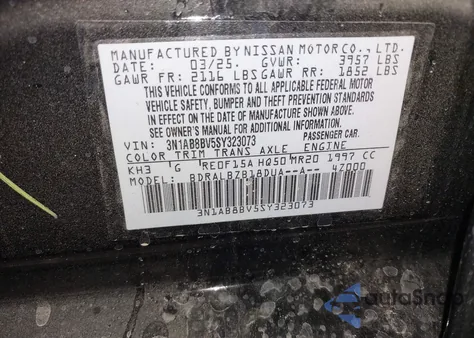 MANUFACTURED BY NISSAN MOTOR CO., LTD.
DATE: 03/25. GVWR: 3957 LBS
GAWR FR: 2116 LBS GAWR RR: 1852 LBS
THIS VEHICLE CONFORMS TO ALL APPLICABLE FEDERAL MOTOR
VEHICLE SAFETY, BUMPER AND THEFT PREVENTION STANDARDS
IN EFFECT ON THE DATE OF MANUFACTURE SHOWN ABOVE.
SEE OWNER'S MANUAL FOR ADDITIONAL INFORMATION.
VIN: 3N1AB8BV5SY323073 PASSENGER CAR.
COLOR TRIM TRANS AXLE ENGINE
KH3 G RE0F15A HQ50 MR20 1997 CC
MODEL: BDRALBZB18DUA--A-- 4Z000
3N1AB8BV5SY323073
AutoSnap